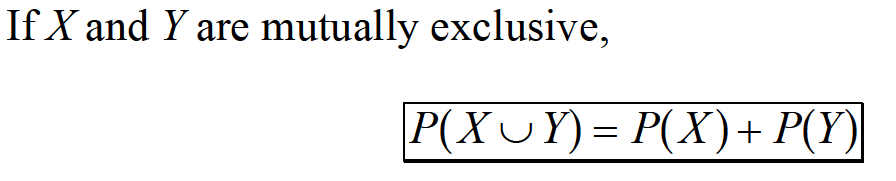 If X and Y are mutually exclusive,
P(X ∪ Y) = P(X) + P(Y)